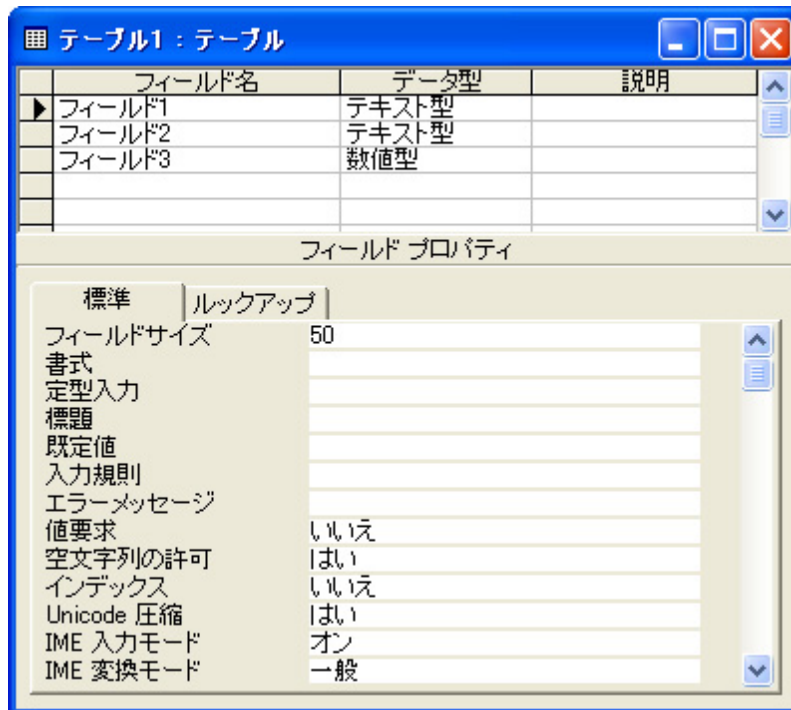 テーブル1 : テーブル
フィールド名 データ型 説明
フィールド1 テキスト型
フィールド2 テキスト型
フィールド3 数値型
フィールド プロパティ
標準 ルックアップ
フィールドサイズ 50
書式
定型入力
標題
既定値
入力規則
エラーメッセージ
値要求 いいえ
空文字列の許可 はい
インデックス いいえ
Unicode 圧縮 はい
IME 入力モード オン
IME 変換モード 一般